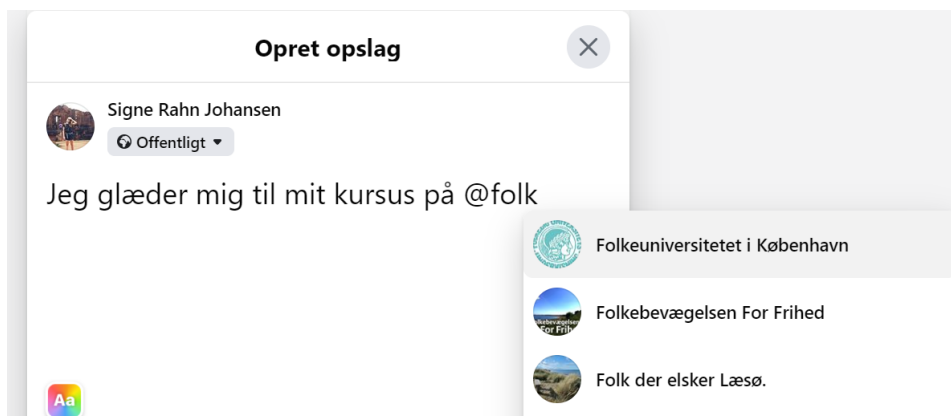 Opret opslag
Signe Rahn Johansen
Offentligt
Jeg glæder mig til mit kursus på @folk
Folkeuniversitetet i København
Folkebevægelsen For Frihed
Folk der elsker Læsø.
Aa